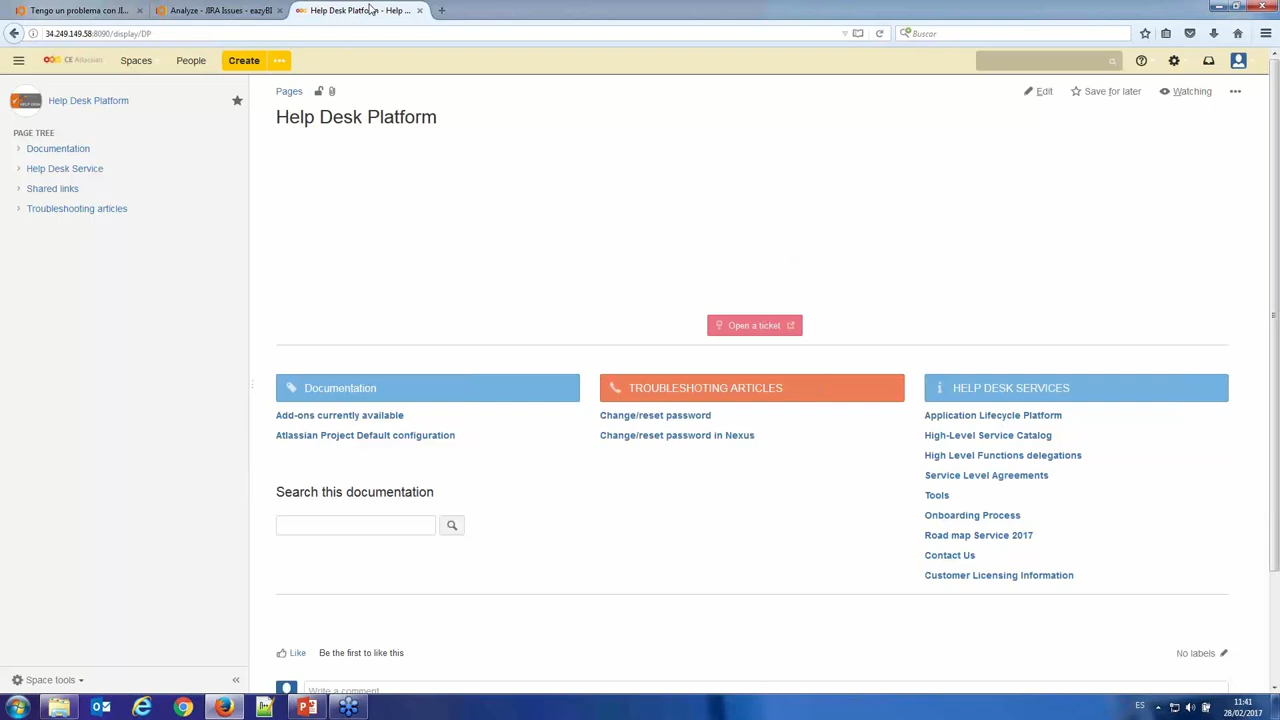 Tengo un problema con JI...
Analyze - JIRA Issues - eazyBI
Help Desk Platform - Help ...
34.249.149.58:8090/display/DP
Buscar
CE Atlassian
Spaces
People
Create
Help Desk Platform
PAGE TREE
Documentation
Help Desk Service
Shared links
Troubleshooting articles
Pages
Edit
Save for later
Watching
Help Desk Platform
Open a ticket
Documentation
Add-ons currently available
Atlassian Project Default configuration
Search this documentation
TROUBLESHOTING ARTICLES
Change/reset password
Change/reset password in Nexus
HELP DESK SERVICES
Application Lifecycle Platform
High-Level Service Catalog
High Level Functions delegations
Service Level Agreements
Tools
Onboarding Process
Road map Service 2017
Contact Us
Customer Licensing Information
Like
Be the first to like this
No labels
Write a comment
Space tools
ES
11:41
28/02/2017